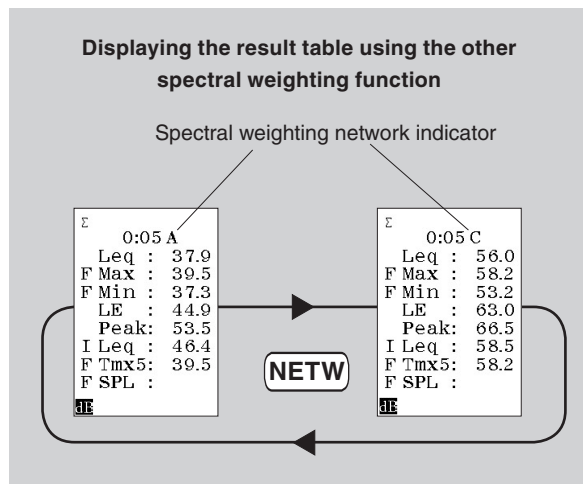 Displaying the result table using the other
spectral weighting function
Spectral weighting network indicator
Σ
0:05 A
Leq : 37.9
F Max : 39.5
F Min : 37.3
LE : 44.9
Peak: 53.5
I Leq : 46.4
F Tmx5: 39.5
F SPL :
dB
NETW
Σ
0:05 C
Leq : 56.0
F Max : 58.2
F Min : 53.2
LE : 63.0
Peak: 66.5
I Leq : 58.5
F Tmx5: 58.2
F SPL :
dB